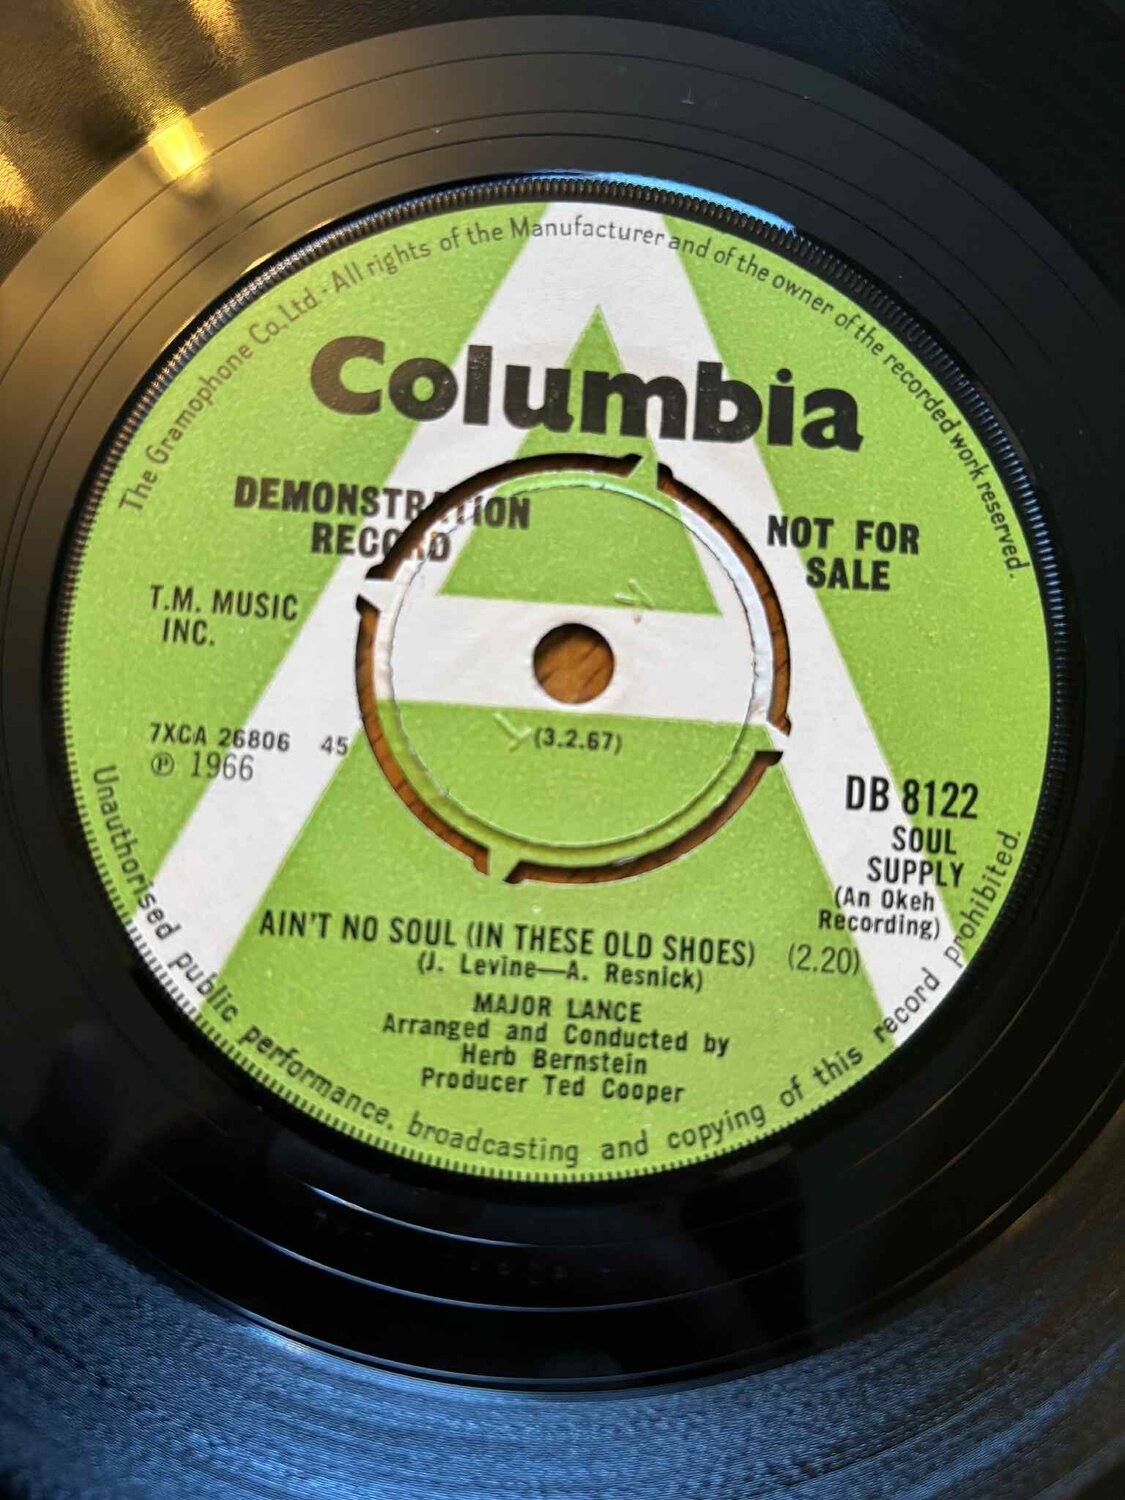 The Gramophone Co. Ltd · All rights of the Manufacturer and of the owner of the recorded work reserved.
Columbia
DEMONSTRATION
RECORD
NOT FOR
SALE
T.M. MUSIC
INC.
7XCA 26806 45
℗ 1966
(3.2.67)
DB 8122
SOUL
SUPPLY
(An Okeh
Recording)
AIN'T NO SOUL (IN THESE OLD SHOES) (2.20)
(J. Levine—A. Resnick)
MAJOR LANCE
Arranged and Conducted by
Herb Bernstein
Producer Ted Cooper
Unauthorised public performance, broadcasting and copying of this record prohibited.